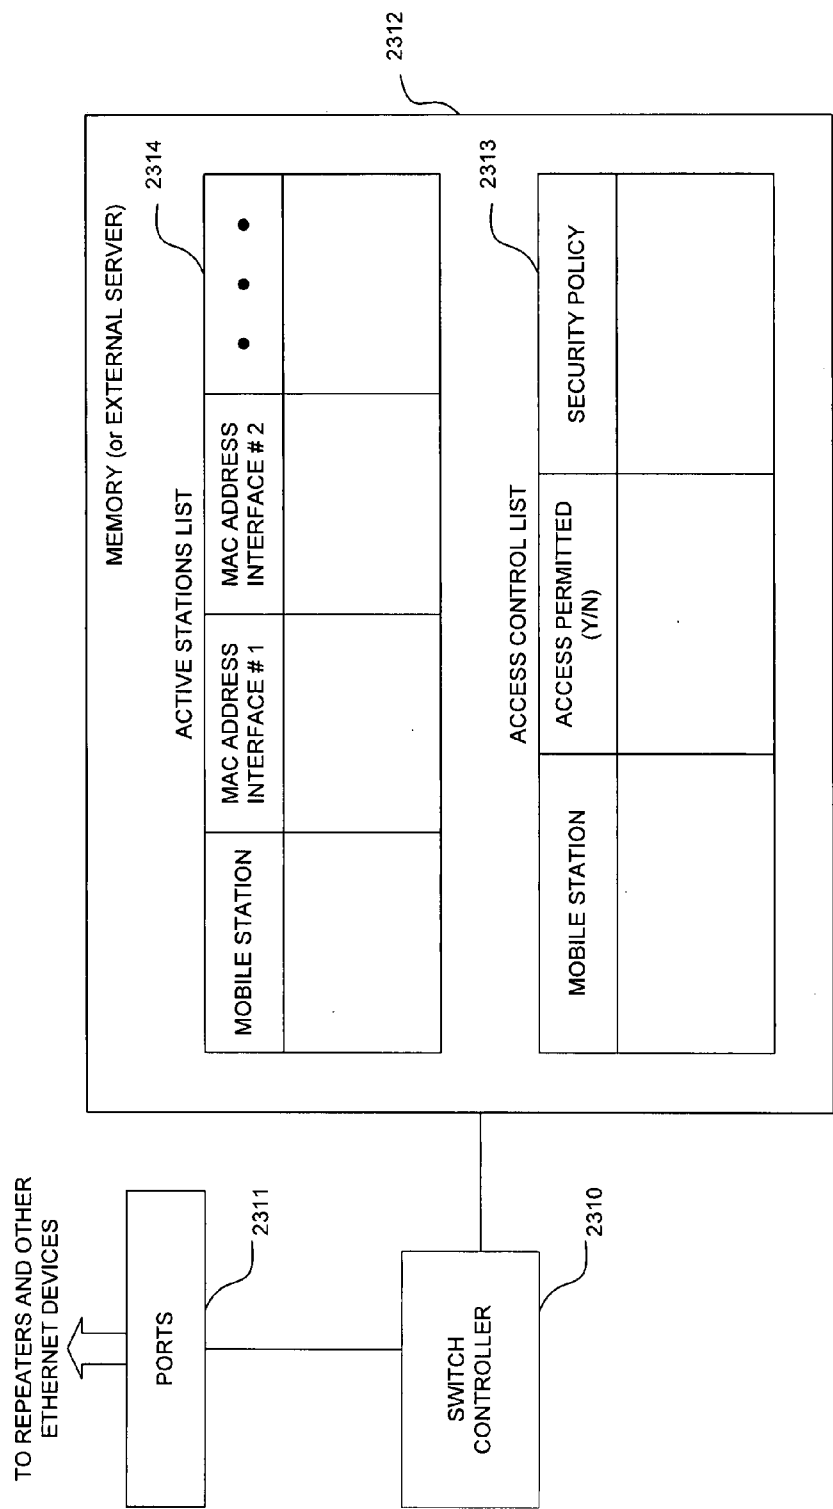 TO REPEATERS AND OTHER
ETHERNET DEVICES
PORTS
2311
SWITCH
CONTROLLER
2310
MEMORY (or EXTERNAL SERVER)
2312
ACTIVE STATIONS LIST
2314
MOBILE STATION
MAC ADDRESS
INTERFACE # 1
MAC ADDRESS
INTERFACE # 2
• • •
ACCESS CONTROL LIST
2313
MOBILE STATION
ACCESS PERMITTED
(Y/N)
SECURITY POLICY